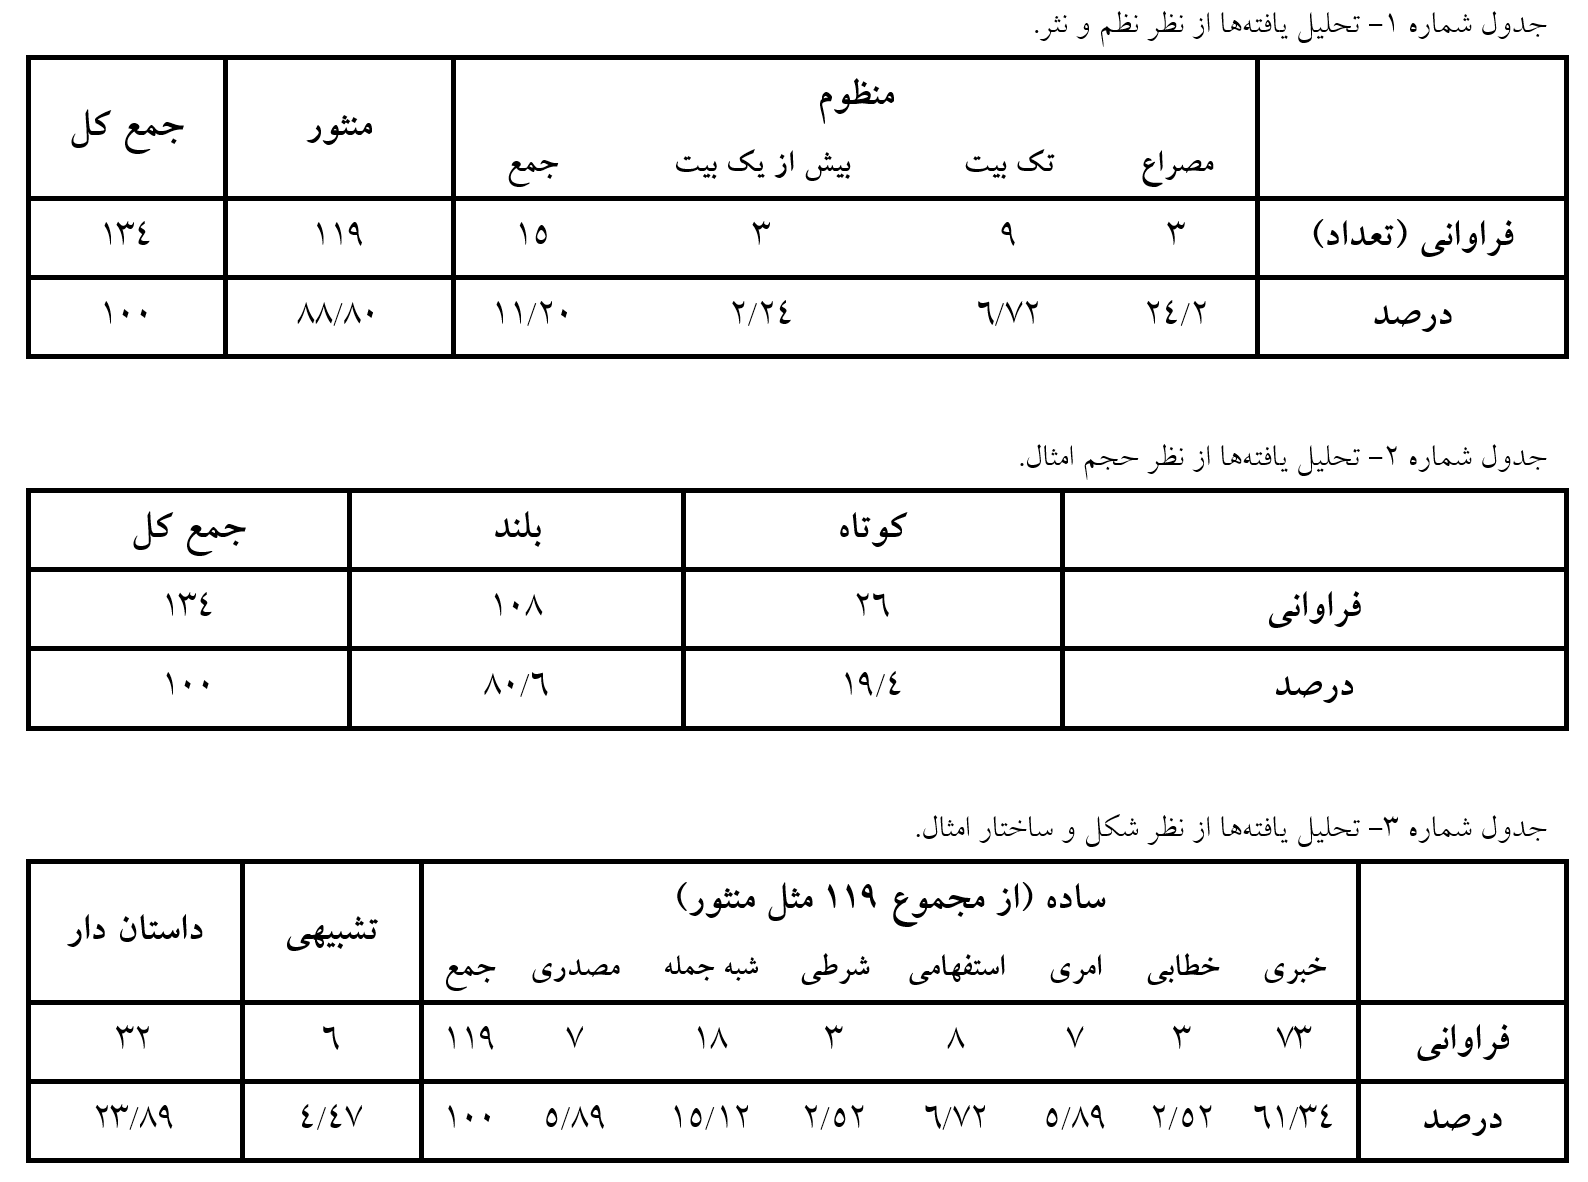 جدول شماره ۱- تحلیل یافته‌ها از نظر نظم و نثر.
منظوم منثور جمع کل
مصراع تک بیت بیش از یک بیت جمع
فراوانی (تعداد) ۳ ۹ ۳ ۱۵ ۱۱۹ ۱۳٤
درصد ۲٤/۲ ٦/۷۲ ۲/۲٤ ۱۱/۲۰ ۸۸/۸۰ ۱۰۰
جدول شماره ۲- تحلیل یافته‌ها از نظر حجم امثال.
کوتاه بلند جمع کل
فراوانی ۲٦ ۱۰۸ ۱۳٤
درصد ۱۹/٤ ۸۰/٦ ۱۰۰
جدول شماره ۳- تحلیل یافته‌ها از نظر شکل و ساختار امثال.
ساده (از مجموع ۱۱۹ مثل منثور) تشبیهی داستان دار
خبری خطابی امری استفهامی شرطی شبه جمله مصدری جمع
فراوانی ۷۳ ۳ ۷ ۸ ۳ ۱۸ ۷ ۱۱۹ ٦ ۳۲
درصد ٦۱/۳٤ ۲/۵۲ ۵/۸۹ ٦/۷۲ ۲/۵۲ ۱۵/۱۲ ۵/۸۹ ۱۰۰ ٤/٤۷ ۲۳/۸۹